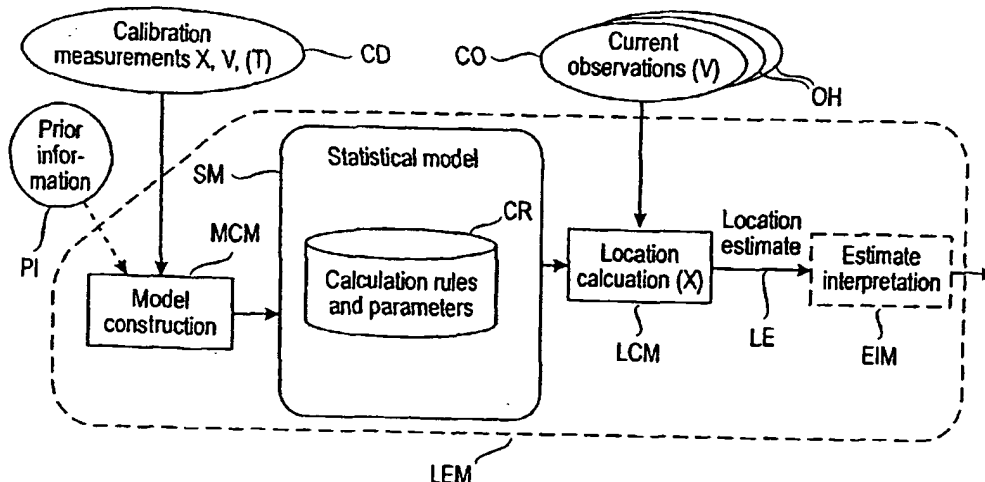 Calibration
measurements X, V, (T)
CD
CO
Current
observations (V)
OH
Prior
infor-
mation
PI
SM
Statistical model
CR
Calculation rules
and parameters
MCM
Model
construction
Location
calcuation (X)
LCM
Location
estimate
LE
Estimate
interpretation
EIM
LEM